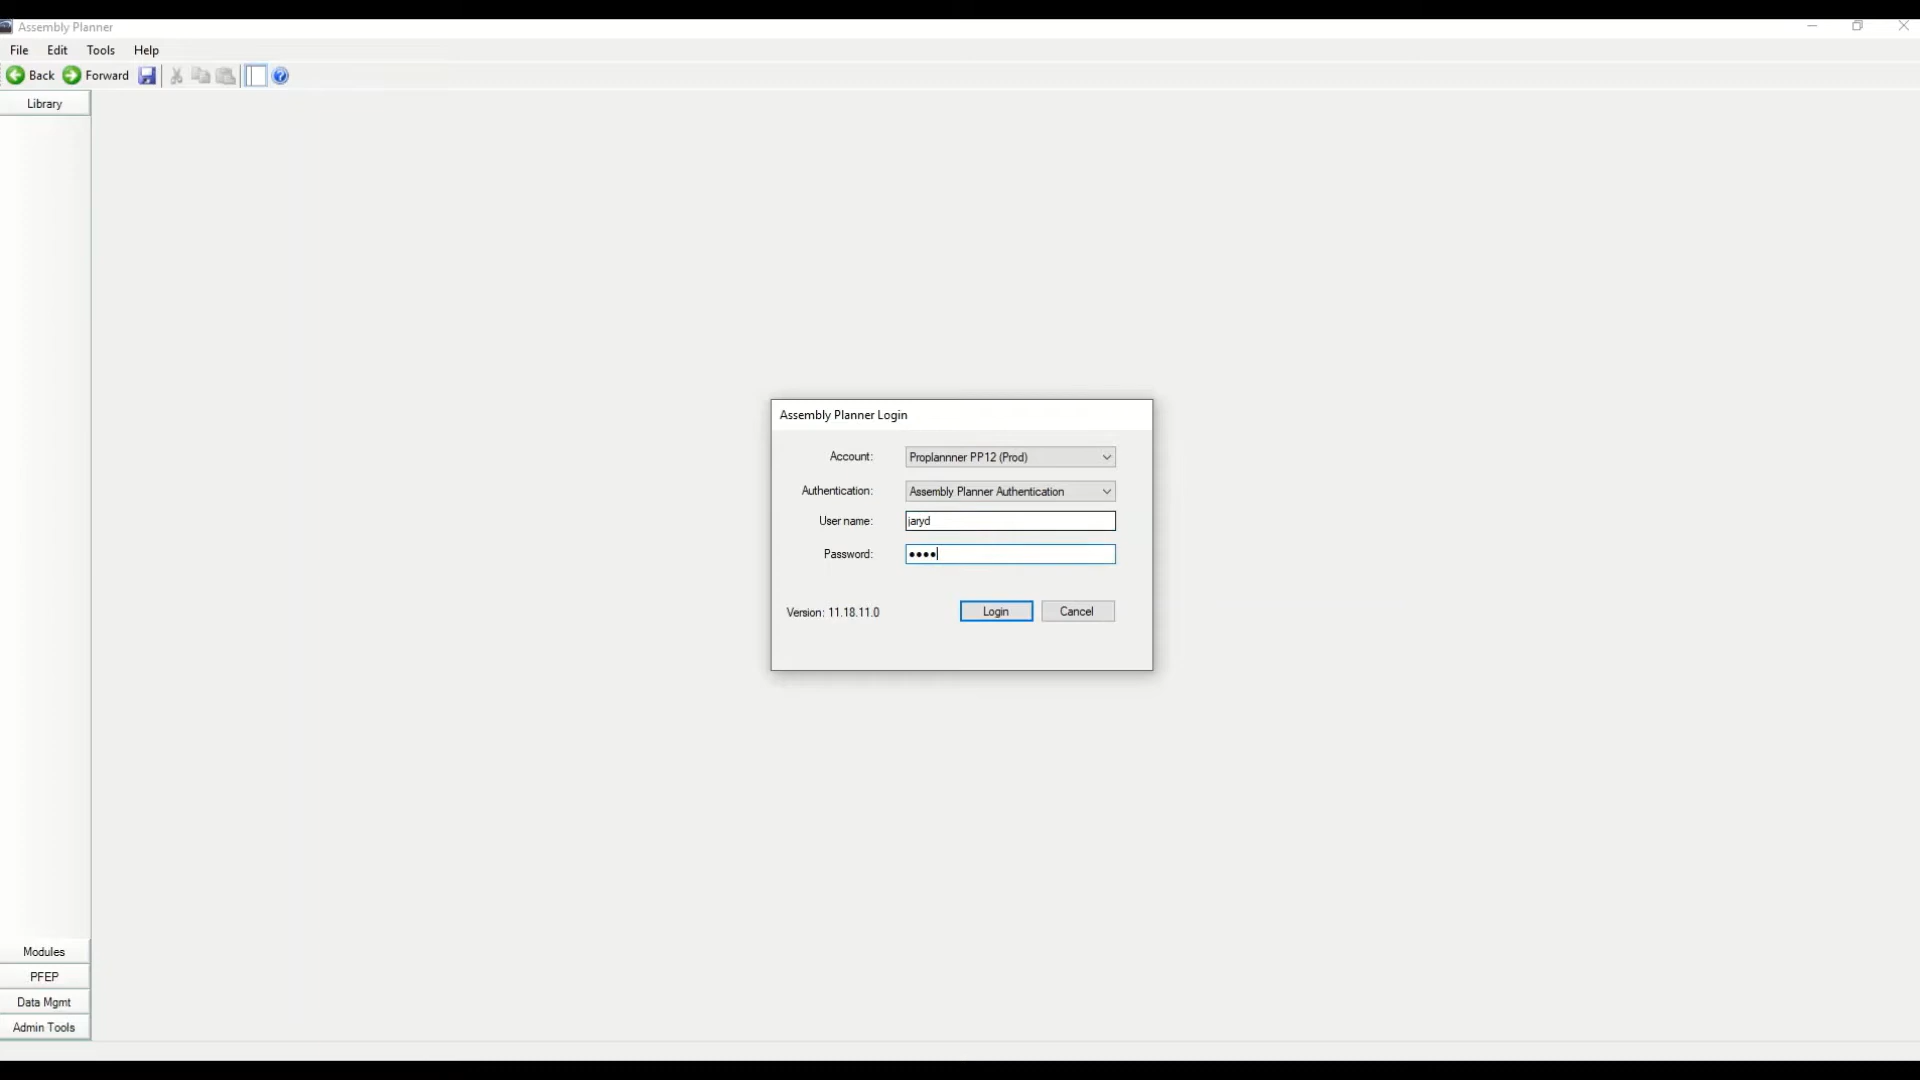 Assembly Planner
File Edit Tools Help
Back Forward
Library
Assembly Planner Login
Account: Proplannner PP12 (Prod)
Authentication: Assembly Planner Authentication
User name: jaryd
Password: ••••
Version: 11.18.11.0 Login Cancel
Modules
PFEP
Data Mgmt
Admin Tools